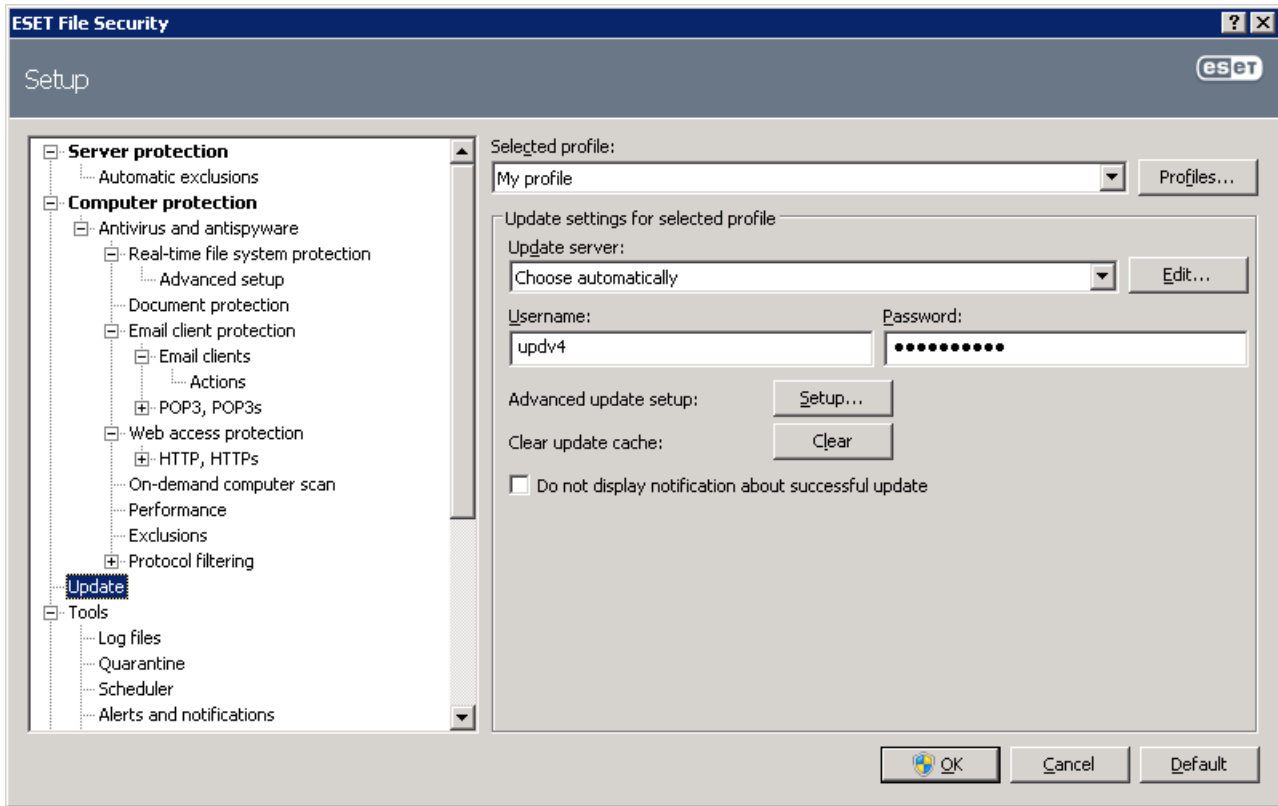 ESET File Security
Setup
eseT
Server protection
Automatic exclusions
Computer protection
Antivirus and antispyware
Real-time file system protection
Advanced setup
Document protection
Email client protection
Email clients
Actions
POP3, POP3s
Web access protection
HTTP, HTTPs
On-demand computer scan
Performance
Exclusions
Protocol filtering
Update
Tools
Log files
Quarantine
Scheduler
Alerts and notifications
Selected profile:
My profile
Profiles...
Update settings for selected profile
Update server:
Choose automatically
Edit...
Username:
Password:
updv4
●●●●●●●●●●
Advanced update setup:
Setup...
Clear update cache:
Clear
Do not display notification about successful update
OK
Cancel
Default